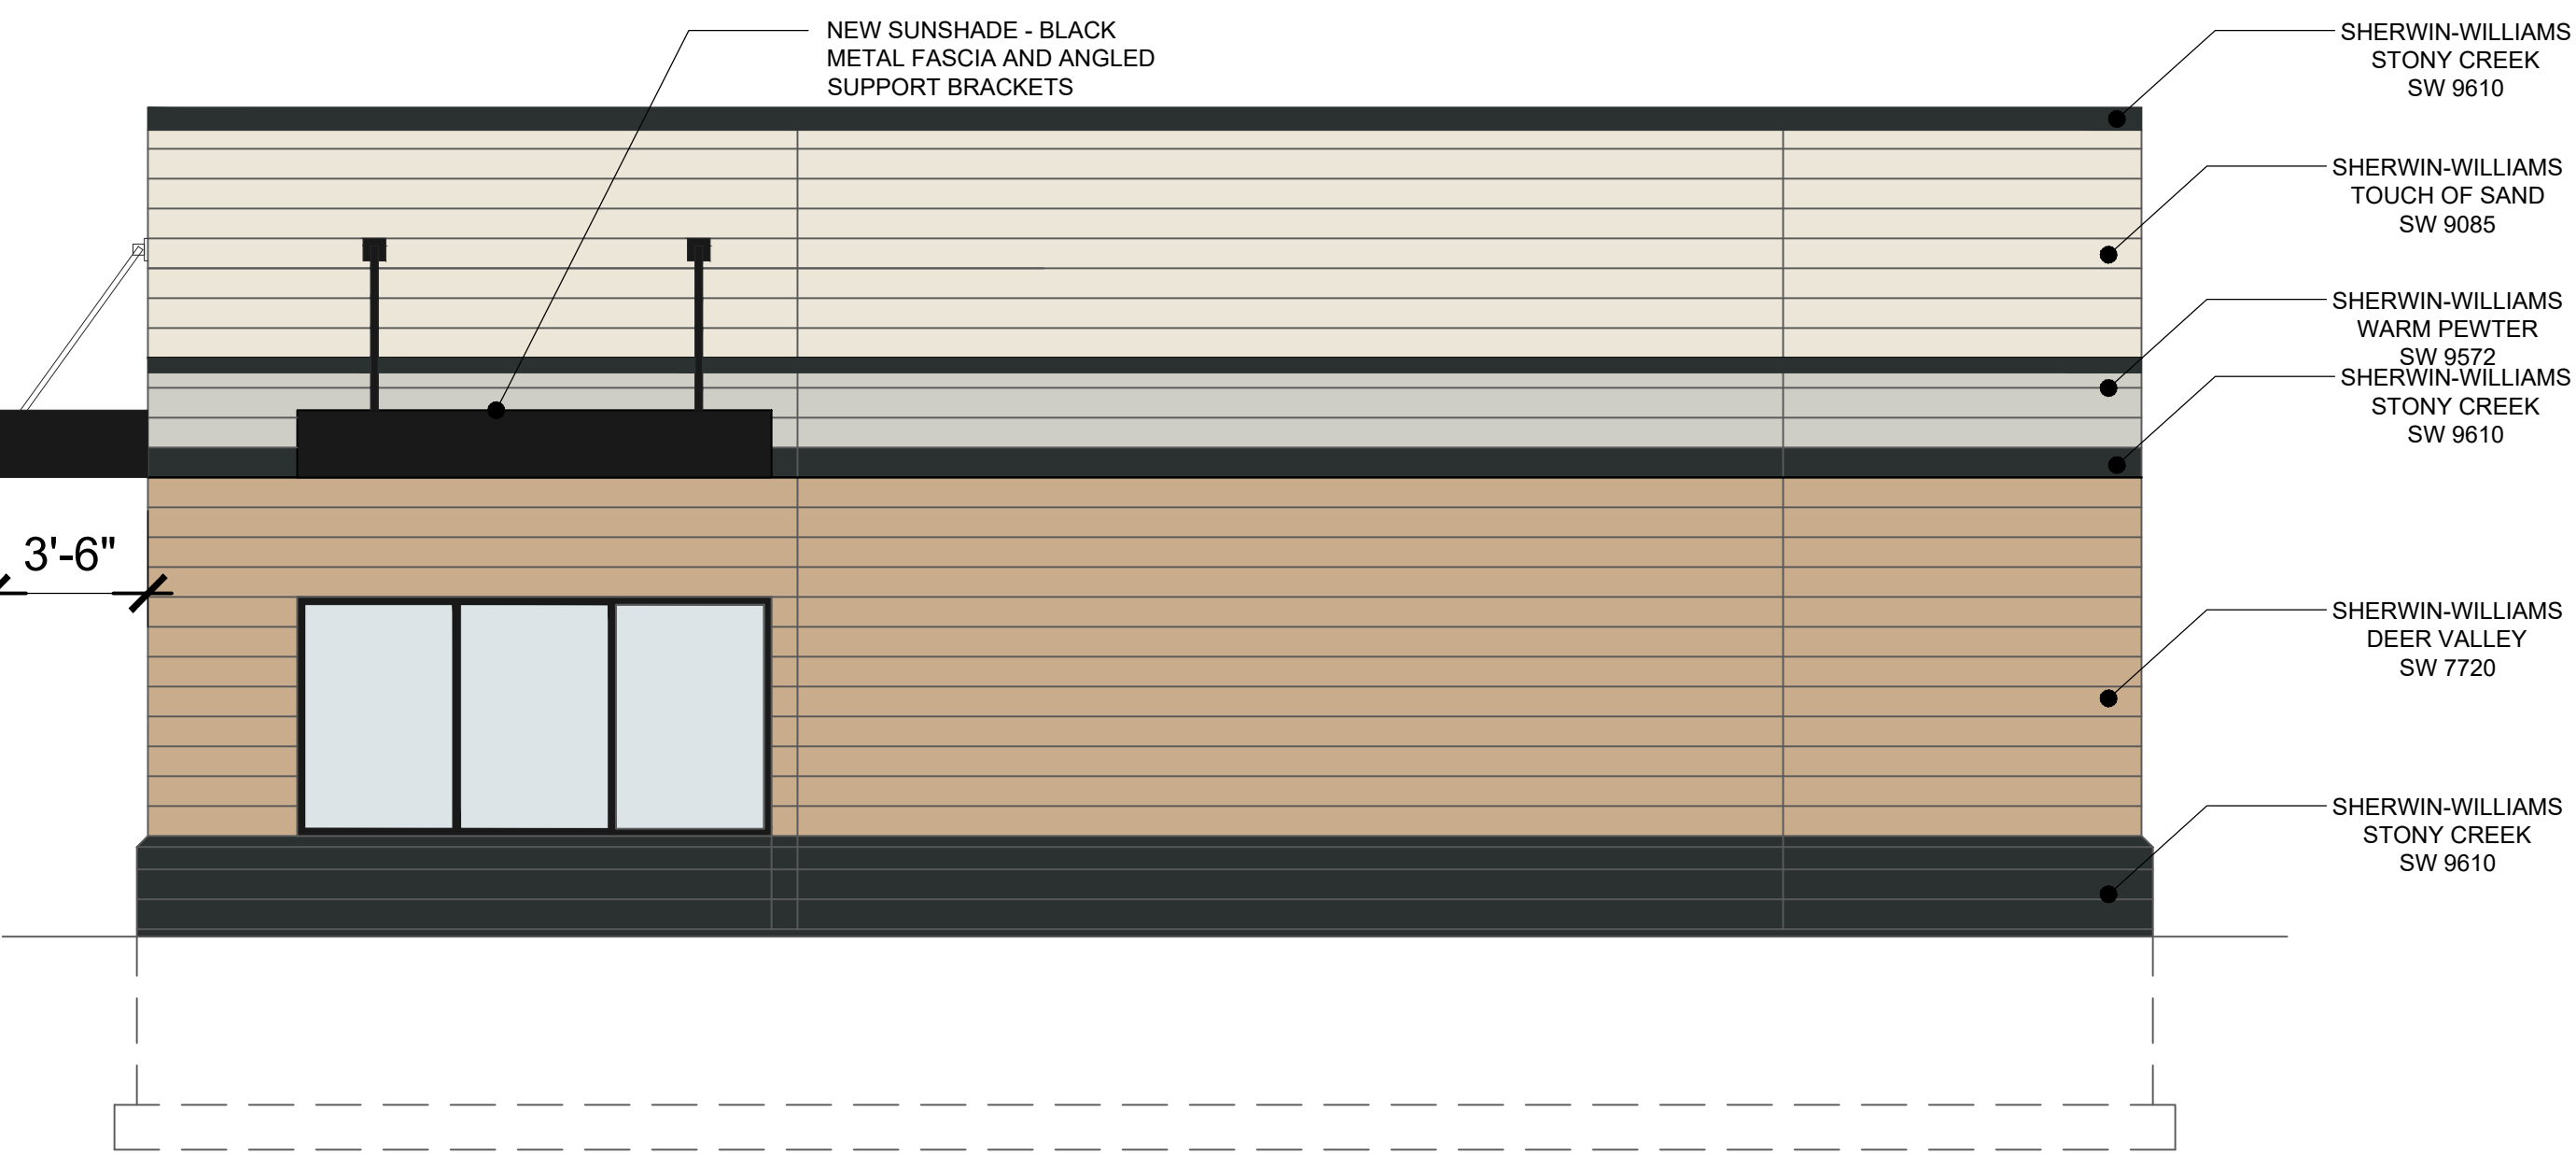 NEW SUNSHADE - BLACK
METAL FASCIA AND ANGLED
SUPPORT BRACKETS
SHERWIN-WILLIAMS
STONY CREEK
SW 9610
SHERWIN-WILLIAMS
TOUCH OF SAND
SW 9085
SHERWIN-WILLIAMS
WARM PEWTER
SW 9572
SHERWIN-WILLIAMS
STONY CREEK
SW 9610
3'-6"
SHERWIN-WILLIAMS
DEER VALLEY
SW 7720
SHERWIN-WILLIAMS
STONY CREEK
SW 9610